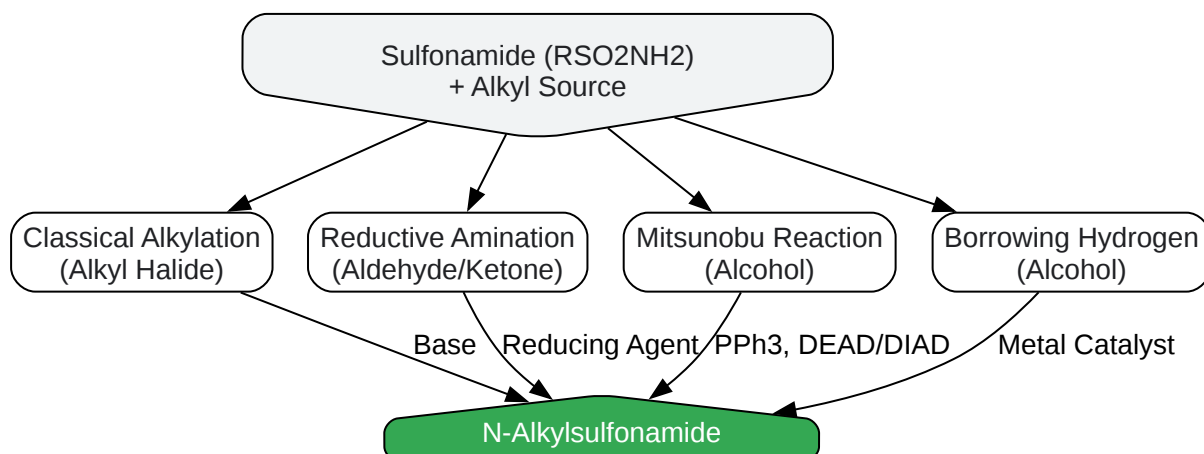 Sulfonamide (RSO2NH2)
+ Alkyl Source
Classical Alkylation
(Alkyl Halide)
Reductive Amination
(Aldehyde/Ketone)
Mitsunobu Reaction
(Alcohol)
Borrowing Hydrogen
(Alcohol)
Base
Reducing Agent
PPh3, DEAD/DIAD
Metal Catalyst
N-Alkylsulfonamide